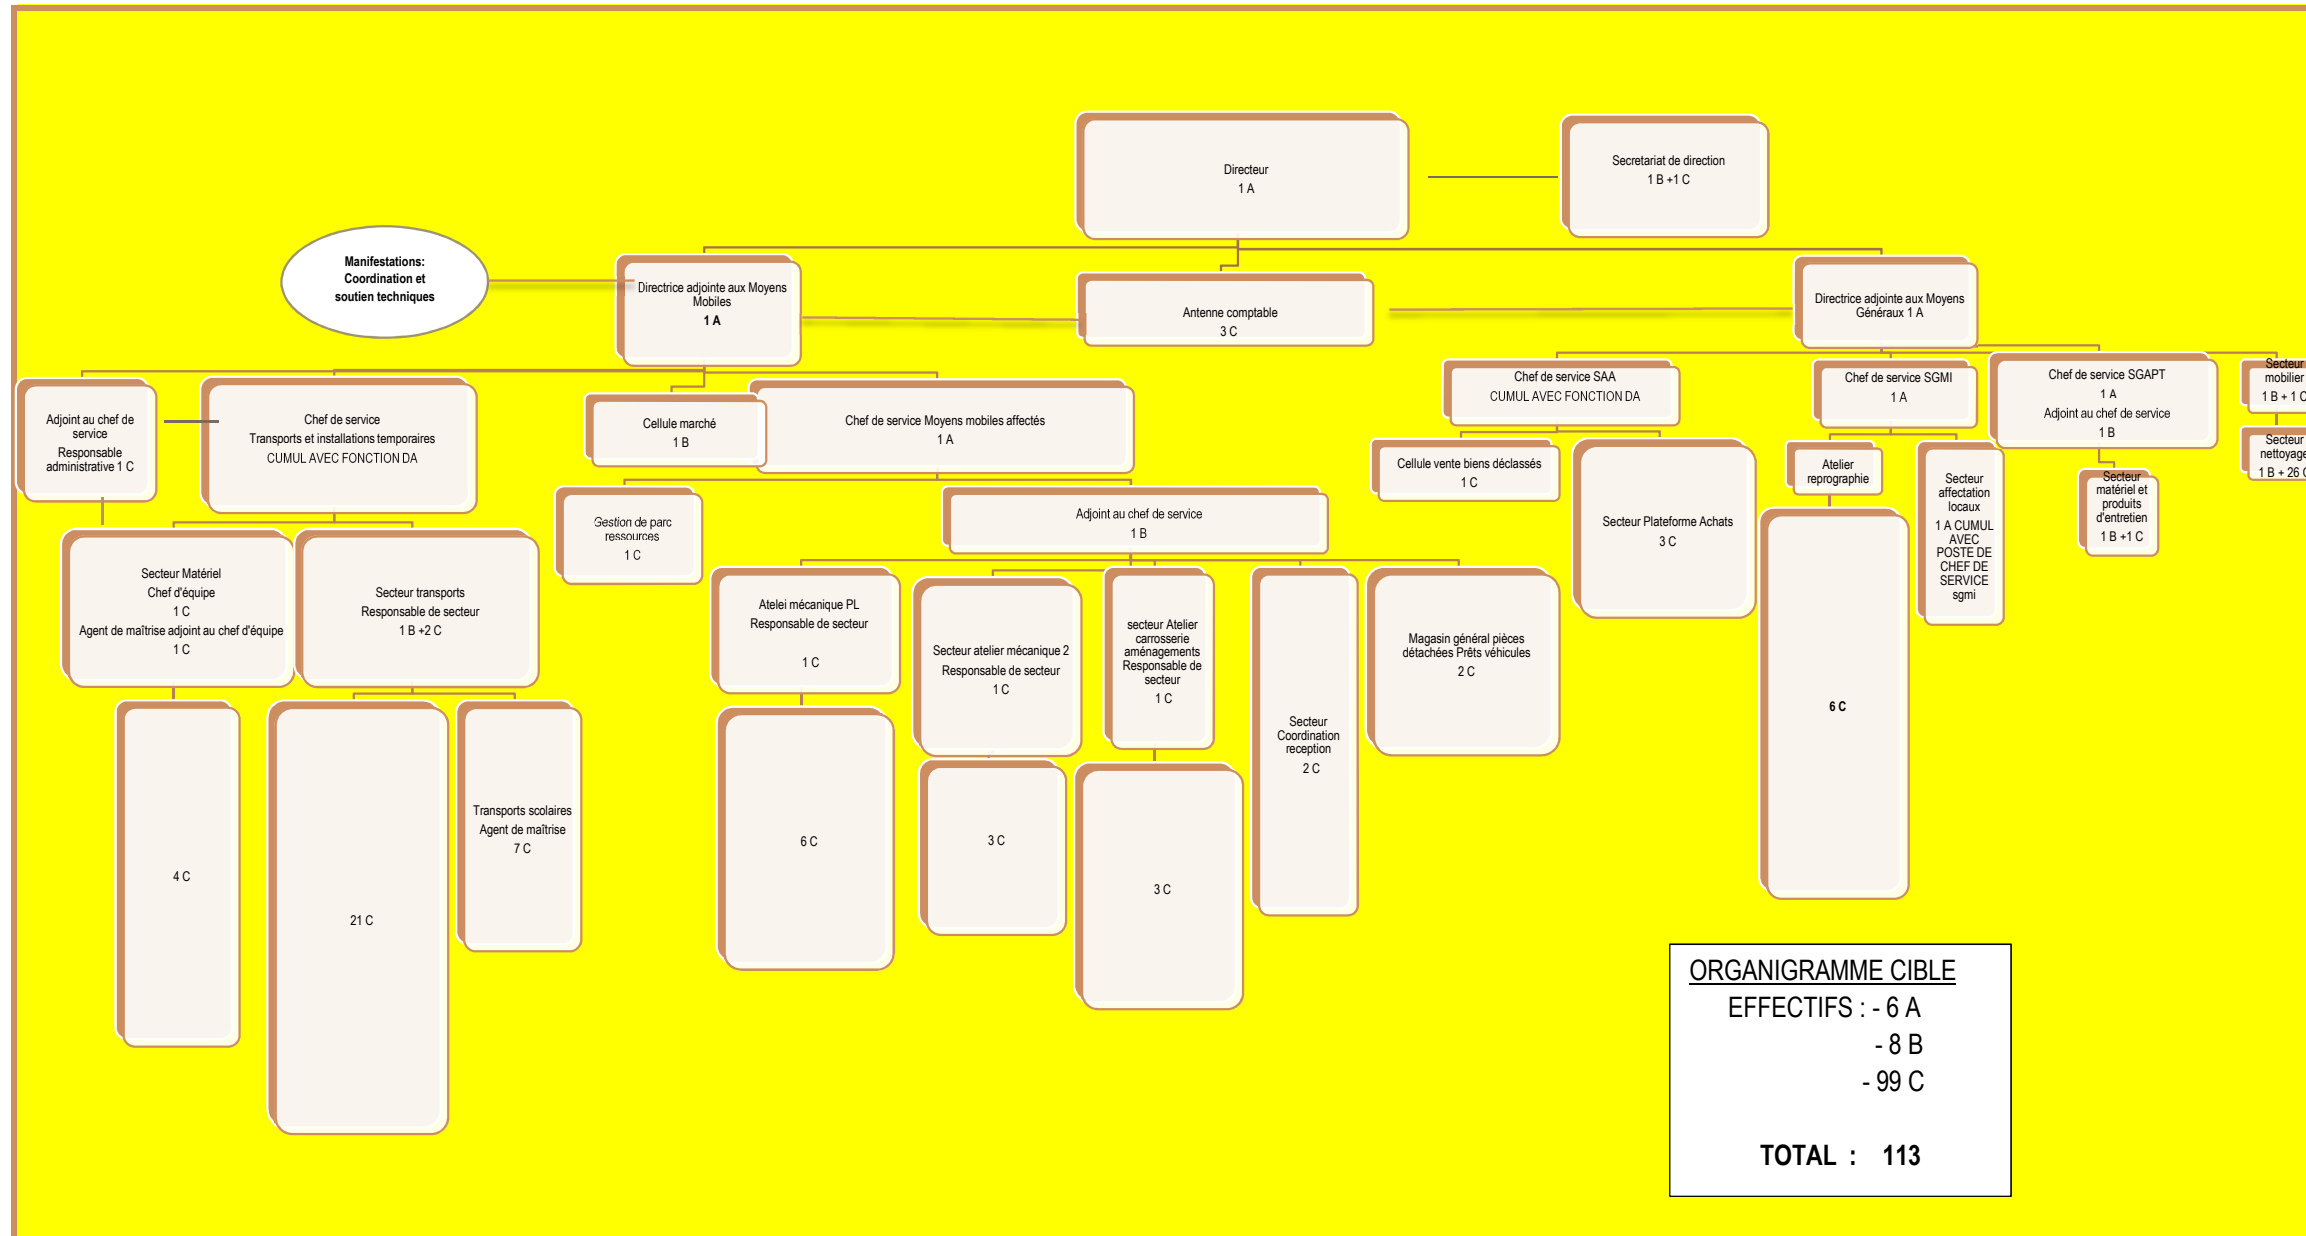 Directeur
1 A
Secretariat de direction
1 B +1 C
Manifestations:
Coordination et
soutien techniques
Directrice adjointe aux Moyens
Mobiles
1 A
Antenne comptable
3 C
Directrice adjointe aux Moyens
Généraux 1 A
Adjoint au chef de
service
Responsable
administrative 1 C
Chef de service
Transports et installations temporaires
CUMUL AVEC FONCTION DA
Cellule marché
1 B
Chef de service Moyens mobiles affectés
1 A
Chef de service SAA
CUMUL AVEC FONCTION DA
Chef de service SGMI
1 A
Chef de service SGAPT
1 A
Adjoint au chef de service
1 B
Secteur
mobilier
1 B + 1 C
Secteur
nettoyage
1 B + 26 C
Cellule vente biens déclassés
1 C
Secteur Plateforme Achats
3 C
Atelier
reprographie
Secteur
affectation
locaux
1 A CUMUL
AVEC
POSTE DE
CHEF DE
SERVICE
sgmi
Secteur
matériel et
produits
d'entretien
1 B +1 C
Gestion de parc
ressources
1 C
Adjoint au chef de service
1 B
Secteur Matériel
Chef d'équipe
1 C
Agent de maîtrise adjoint au chef d'équipe
1 C
Secteur transports
Responsable de secteur
1 B +2 C
Atelei mécanique PL
Responsable de secteur
1 C
Secteur atelier mécanique 2
Responsable de secteur
1 C
secteur Atelier
carrosserie
aménagements
Responsable de
secteur
1 C
Secteur
Coordination
reception
2 C
Magasin général pièces
détachées Prêts véhicules
2 C
6 C
4 C
21 C
Transports scolaires
Agent de maîtrise
7 C
6 C
3 C
3 C
ORGANIGRAMME CIBLE
EFFECTIFS : - 6 A
- 8 B
- 99 C
TOTAL : 113